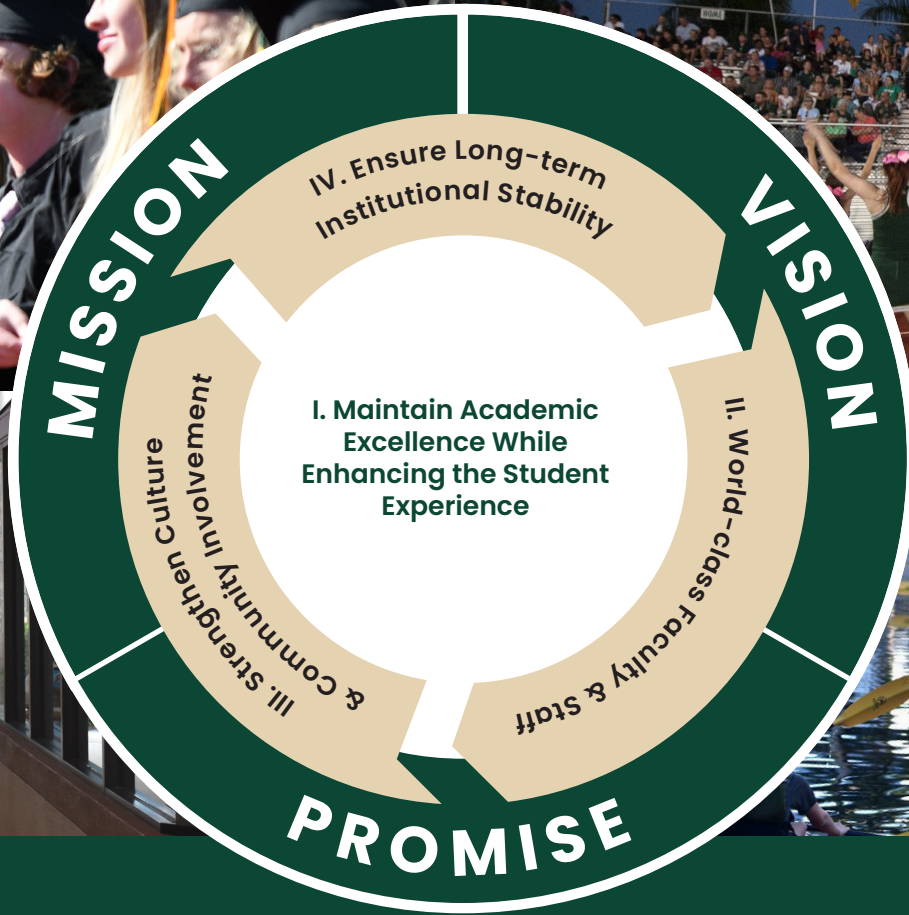 MISSION
VISION
PROMISE
IV. Ensure Long-term
Institutional Stability
I. Maintain Academic
Excellence While
Enhancing the Student
Experience
II. World-class Faculty & Staff
III. Strengthen Culture
& Community Involvement